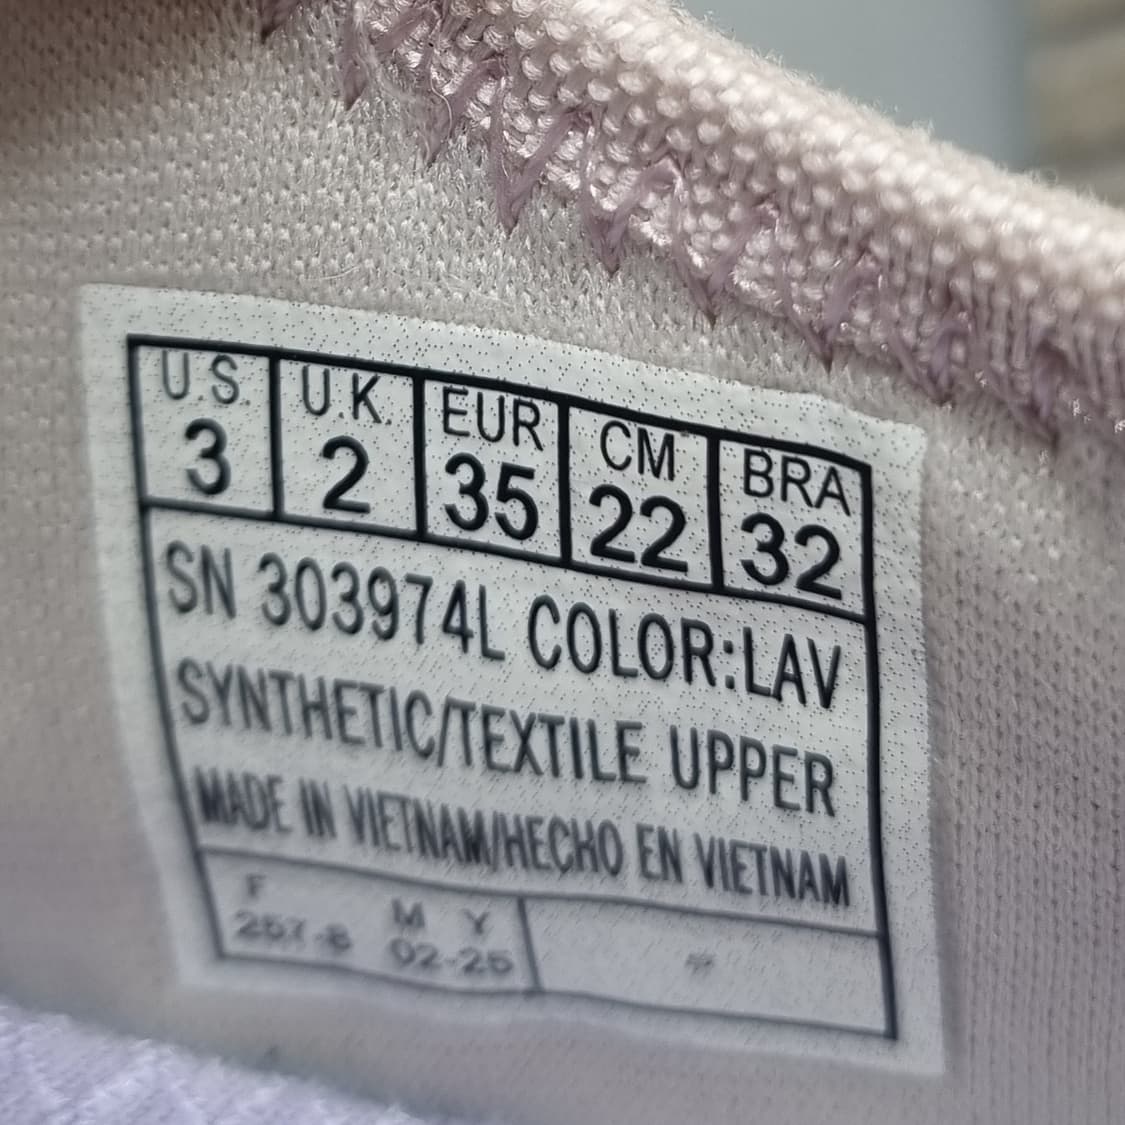 U.S. U.K. EUR CM BRA
3 2 35 22 32
SN 303974L COLOR:LAV
SYNTHETIC/TEXTILE UPPER
MADE IN VIETNAM/HECHO EN VIETNAM
F M Y
02-25